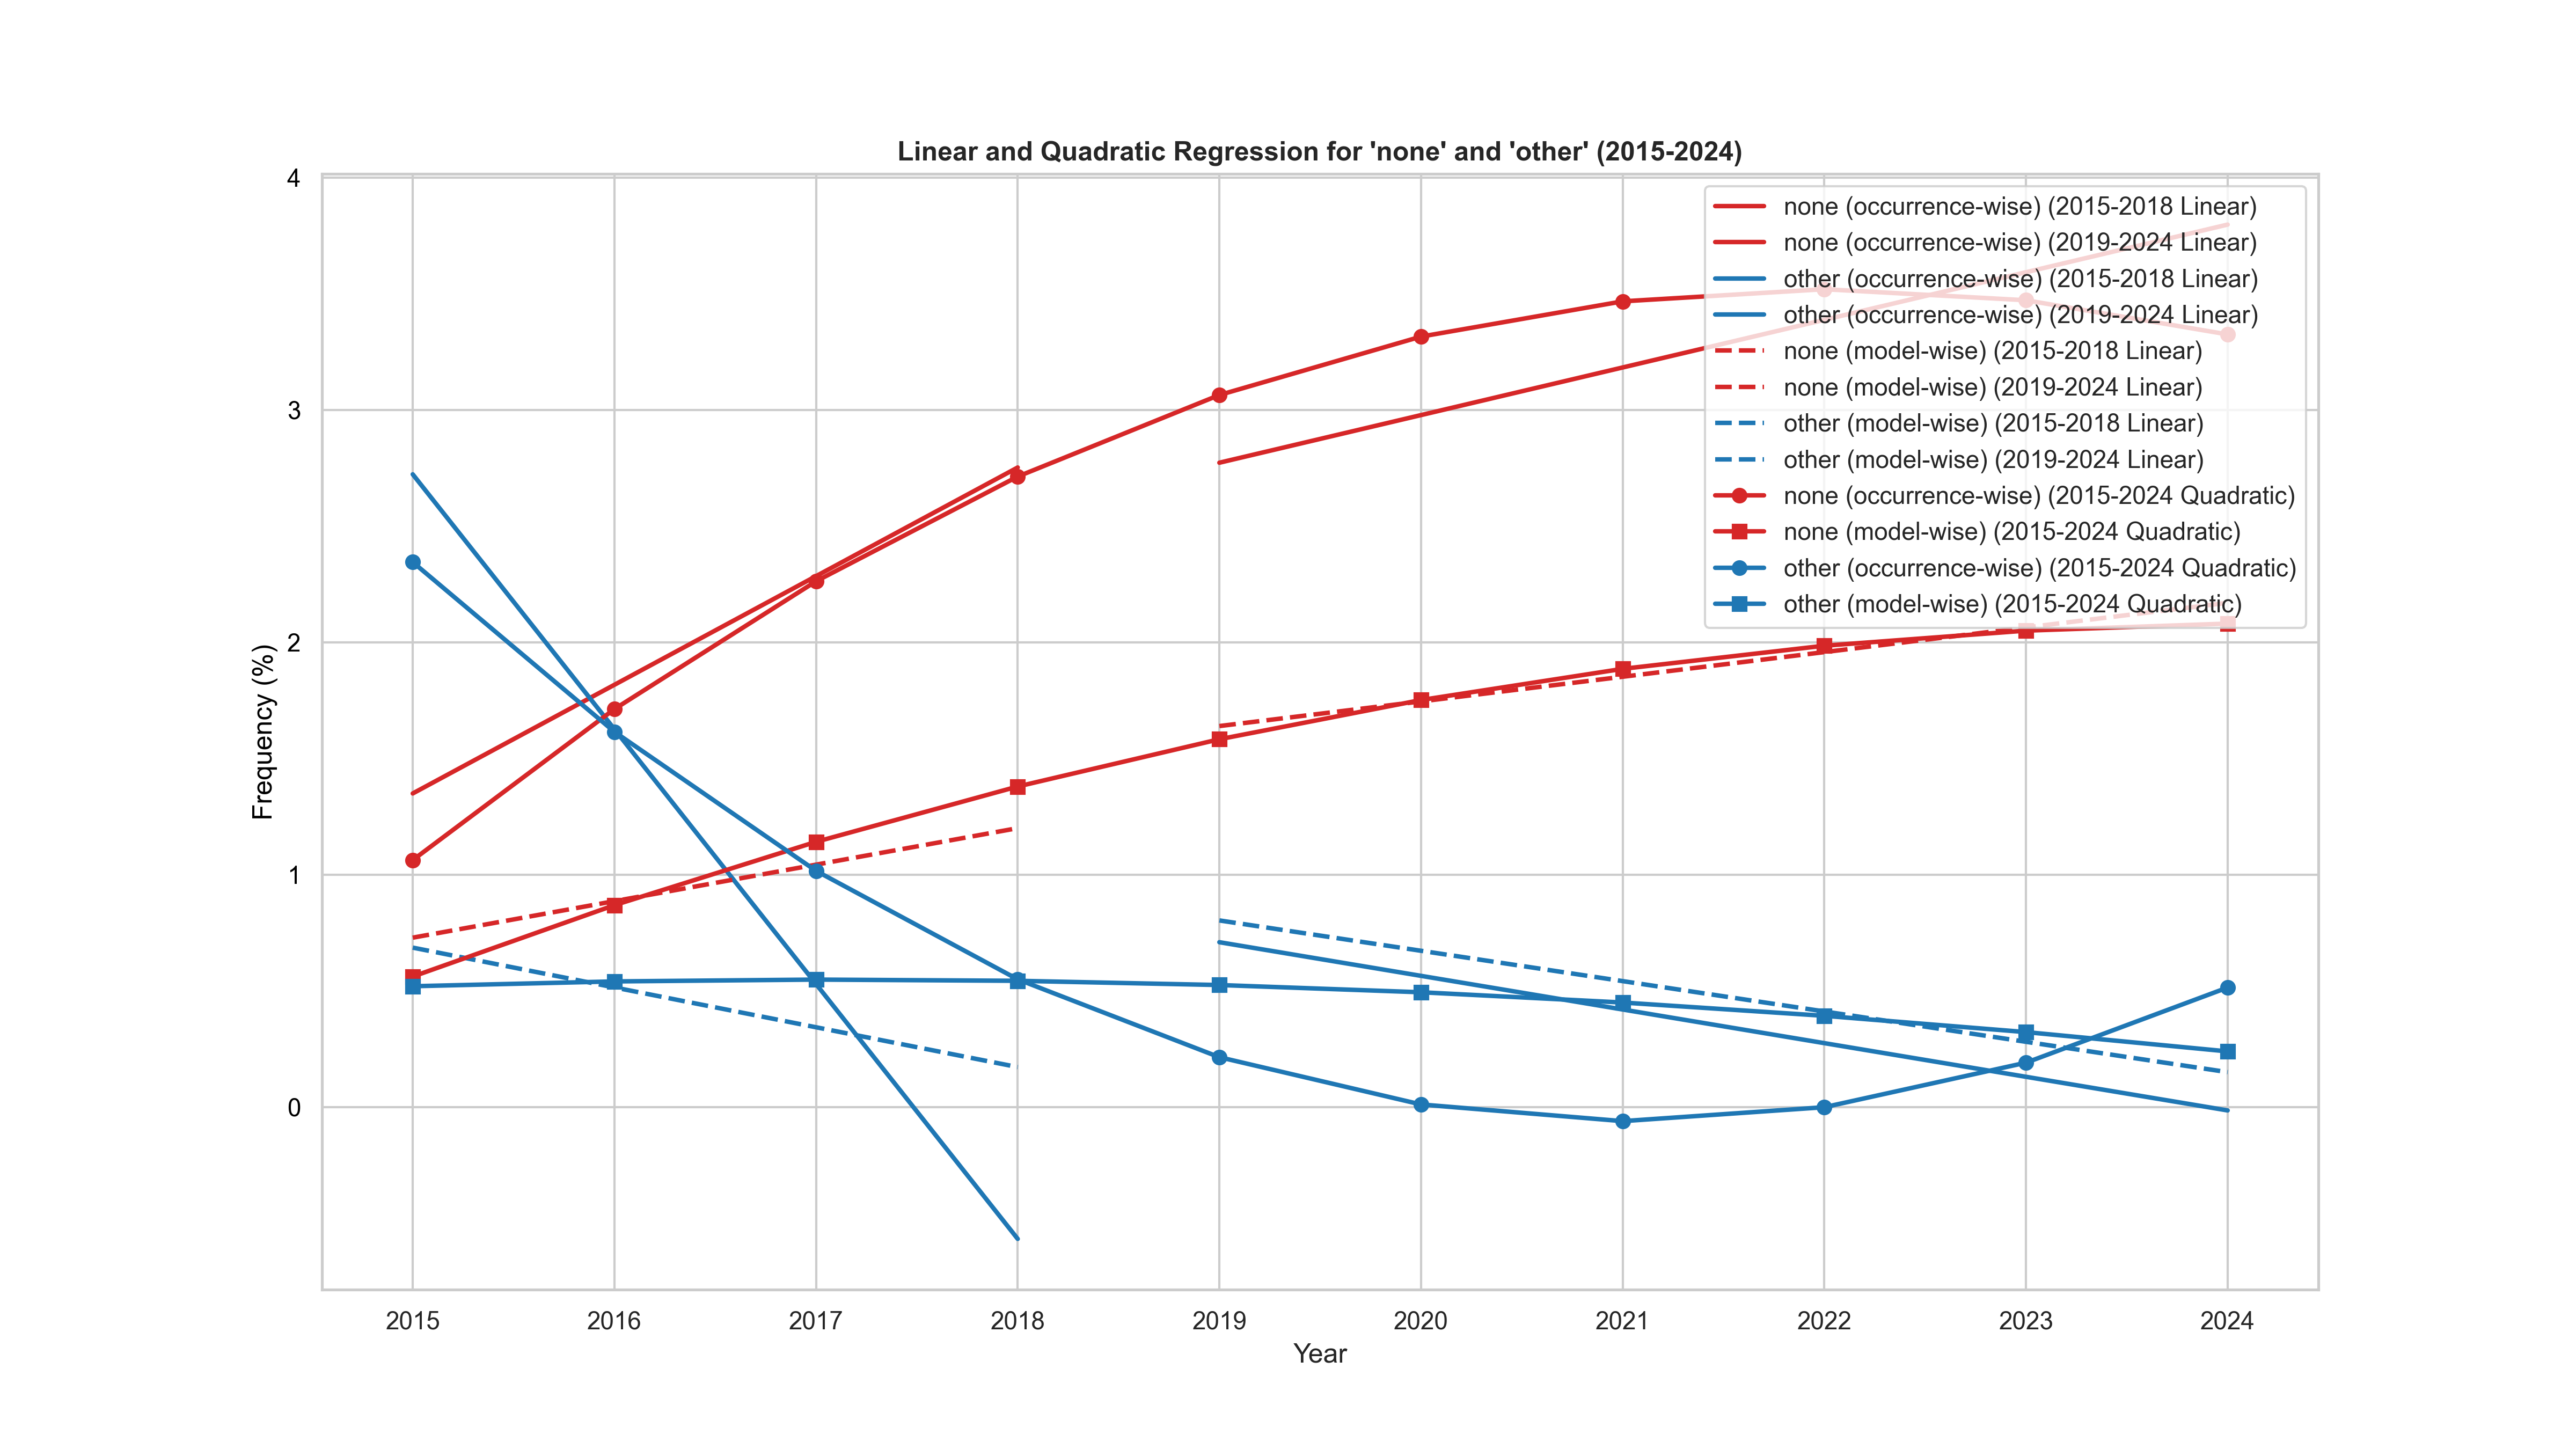 Linear and Quadratic Regression for 'none' and 'other' (2015-2024)
4
3
2
1
0
Frequency (%)
none (occurrence-wise) (2015-2018 Linear)
none (occurrence-wise) (2019-2024 Linear)
other (occurrence-wise) (2015-2018 Linear)
other (occurrence-wise) (2019-2024 Linear)
none (model-wise) (2015-2018 Linear)
none (model-wise) (2019-2024 Linear)
other (model-wise) (2015-2018 Linear)
other (model-wise) (2019-2024 Linear)
none (occurrence-wise) (2015-2024 Quadratic)
none (model-wise) (2015-2024 Quadratic)
other (occurrence-wise) (2015-2024 Quadratic)
other (model-wise) (2015-2024 Quadratic)
2015 2016 2017 2018 2019 2020 2021 2022 2023 2024
Year